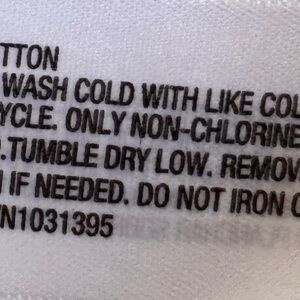 TTON
WASH COLD WITH LIKE COL
YCLE. ONLY NON-CHLORINE
.TUMBLE DRY LOW. REMOV
IF NEEDED. DO NOT IRON
N1031395